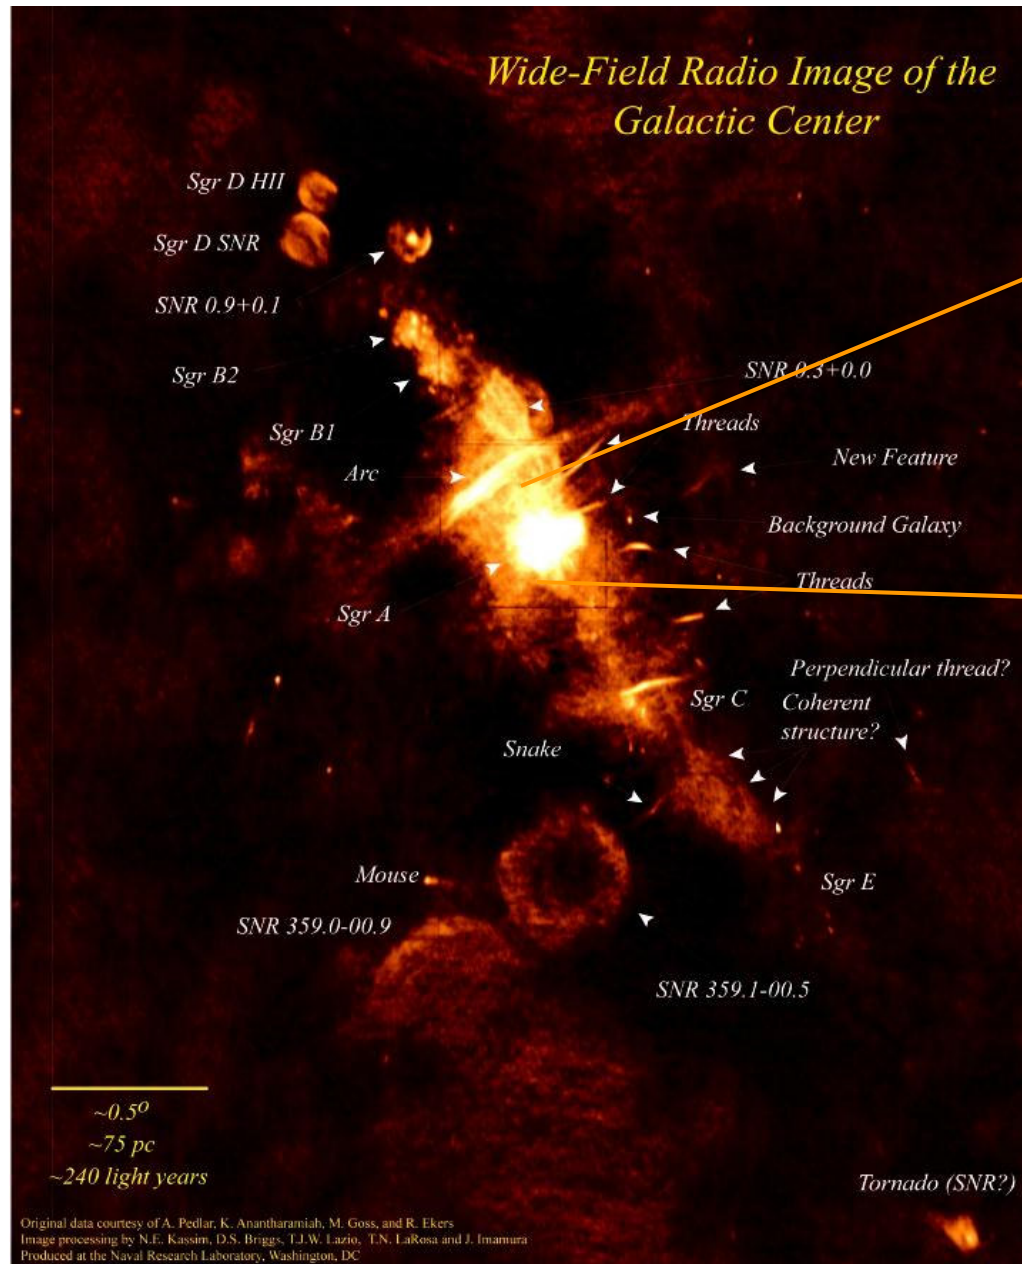 Wide-Field Radio Image of the
Galactic Center
Sgr D HII
Sgr D SNR
SNR 0.9+0.1
Sgr B2
SNR 0.3+0.0
Threads
Sgr B1
New Feature
Arc
Background Galaxy
Threads
Sgr A
Perpendicular thread?
Sgr C
Coherent
structure?
Snake
Mouse
Sgr E
SNR 359.0-00.9
SNR 359.1-00.5
~0.5o
~75 pc
~240 light years
Tornado (SNR?)
Original data courtesy of A. Pedlar, K. Anantharamiah, M. Goss, and R. Ekers
Image processing by N.E. Kassim, D.S. Briggs, T.J.W. Lazio, T.N. LaRosa and J. Imamura
Produced at the Naval Research Laboratory, Washington, DC